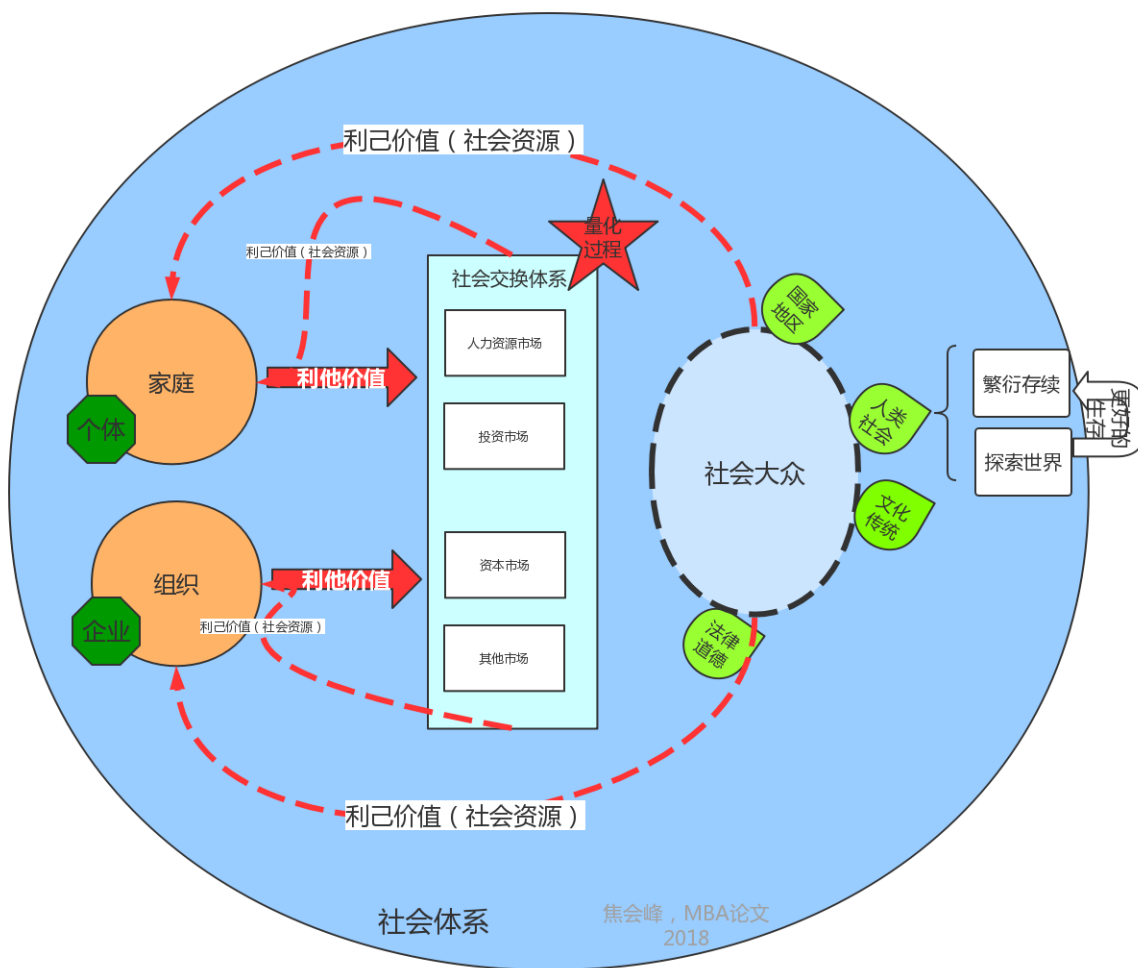 利己价值（社会资源）
量化
过程
利己价值（社会资源）
社会交换体系
国家
地区
人力资源市场
家庭
利他价值
繁衍存续
更好的
生存
人类
社会
个体
投资市场
探索世界
社会大众
文化
传统
资本市场
组织
利他价值
企业
利己价值（社会资源）
法律
道德
其他市场
利己价值（社会资源）
社会体系
焦会峰，MBA论文
2018